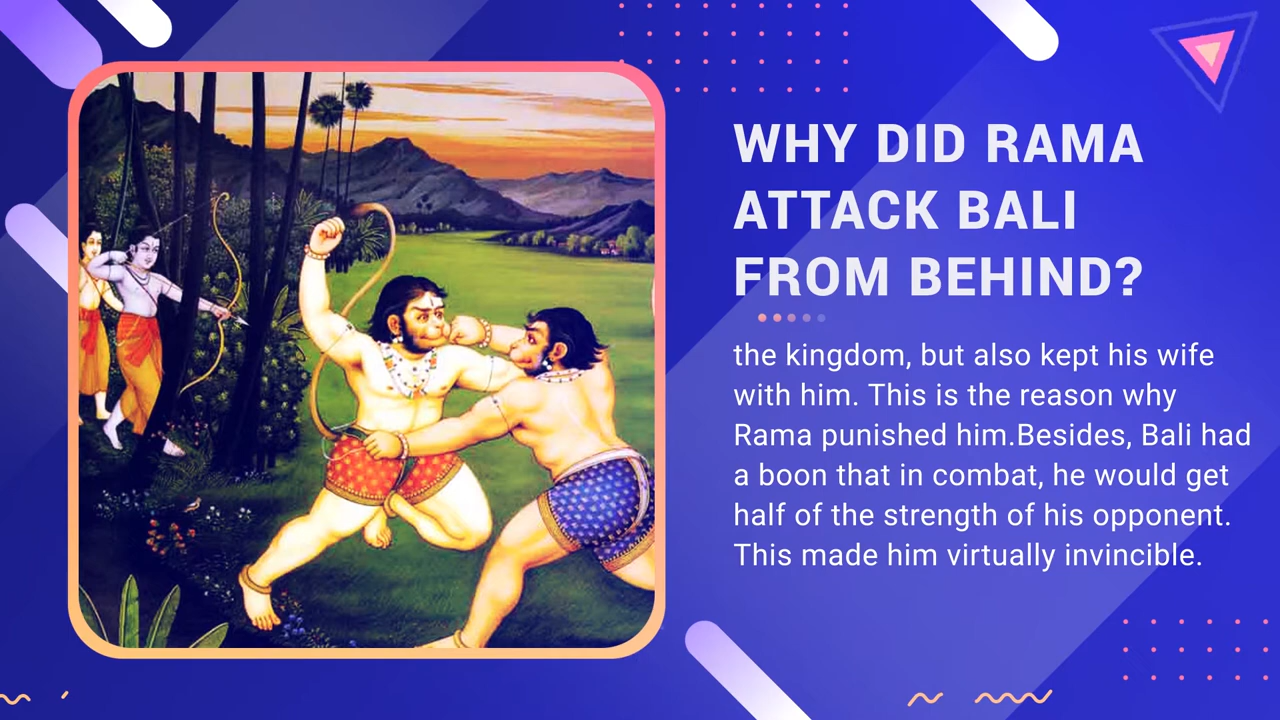 WHY DID RAMA
ATTACK BALI
FROM BEHIND?
the kingdom, but also kept his wife
with him. This is the reason why
Rama punished him.Besides, Bali had
a boon that in combat, he would get
half of the strength of his opponent.
This made him virtually invincible.